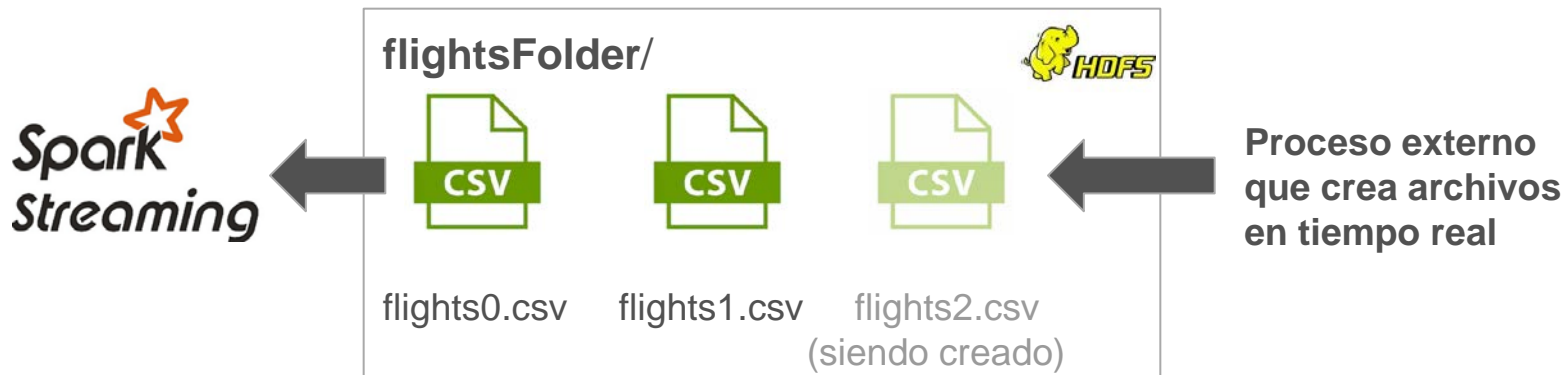 flightsFolder/
HDFS
Spark
Streaming
CSV
CSV
CSV
Proceso externo
que crea archivos
en tiempo real
flights0.csv
flights1.csv
flights2.csv
(siendo creado)